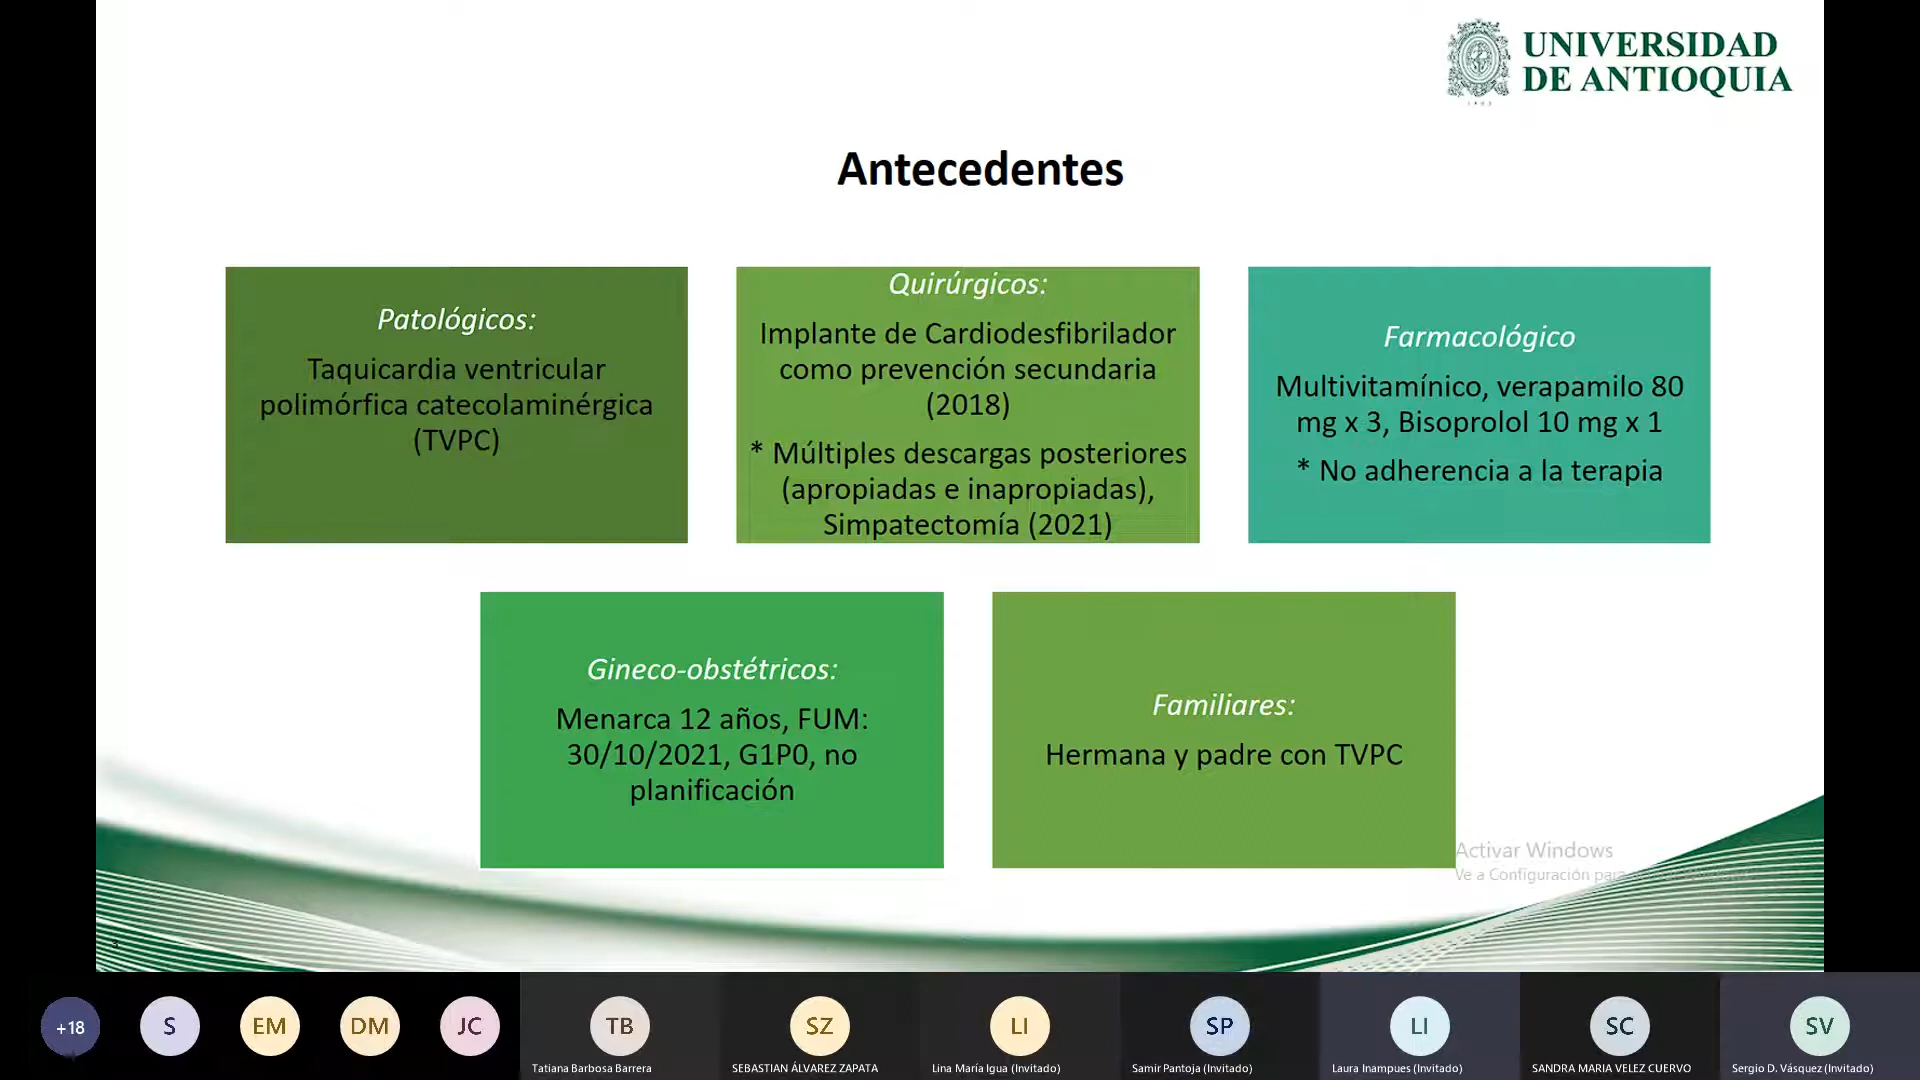 UNIVERSIDAD
DE ANTIOQUIA
1803
Antecedentes
Patológicos:
Taquicardia ventricular
polimórfica catecolaminérgica
(TVPC)
Quirúrgicos:
Implante de Cardiodesfibrilador
como prevención secundaria
(2018)
* Múltiples descargas posteriores
(apropiadas e inapropiadas),
Simpatectomía (2021)
Farmacológico
Multivitamínico, verapamilo 80
mg x 3, Bisoprolol 10 mg x 1
* No adherencia a la terapia
Gineco-obstétricos:
Menarca 12 años, FUM:
30/10/2021, G1P0, no
planificación
Familiares:
Hermana y padre con TVPC
Activar Windows
Ve a Configuración para
3
+18
S
EM
DM
JC
TB
SZ
LI
SP
LI
SC
SV
Tatiana Barbosa Barrera
SEBASTIAN ÁLVAREZ ZAPATA
Lina María Igua (Invitado)
Samir Pantoja (Invitado)
Laura Inampues (Invitado)
SANDRA MARIA VELEZ CUERVO
Sergio D. Vásquez (Invitado)